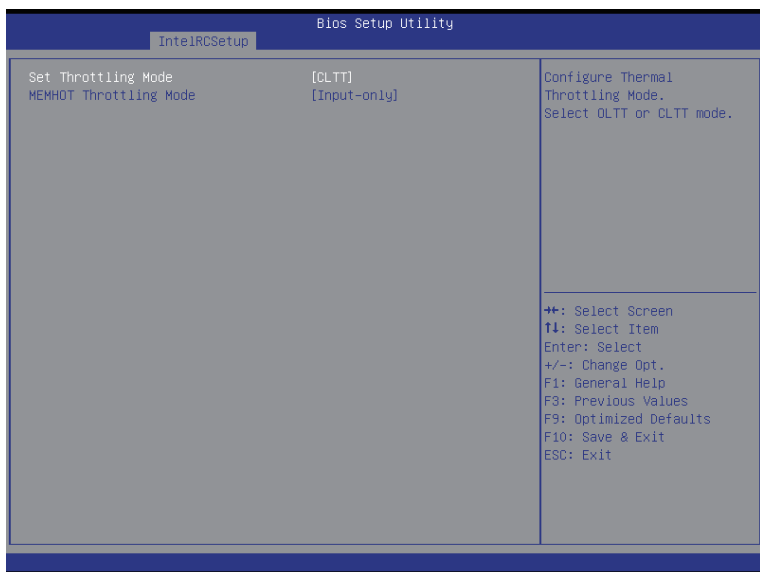 Bios Setup Utility
IntelRCSetup
Set Throttling Mode [CLTT]
MEMHOT Throttling Mode [Input-only]
Configure Thermal
Throttling Mode.
Select OLTT or CLTT mode.
→←: Select Screen
↑↓: Select Item
Enter: Select
+/-: Change Opt.
F1: General Help
F3: Previous Values
F9: Optimized Defaults
F10: Save & Exit
ESC: Exit